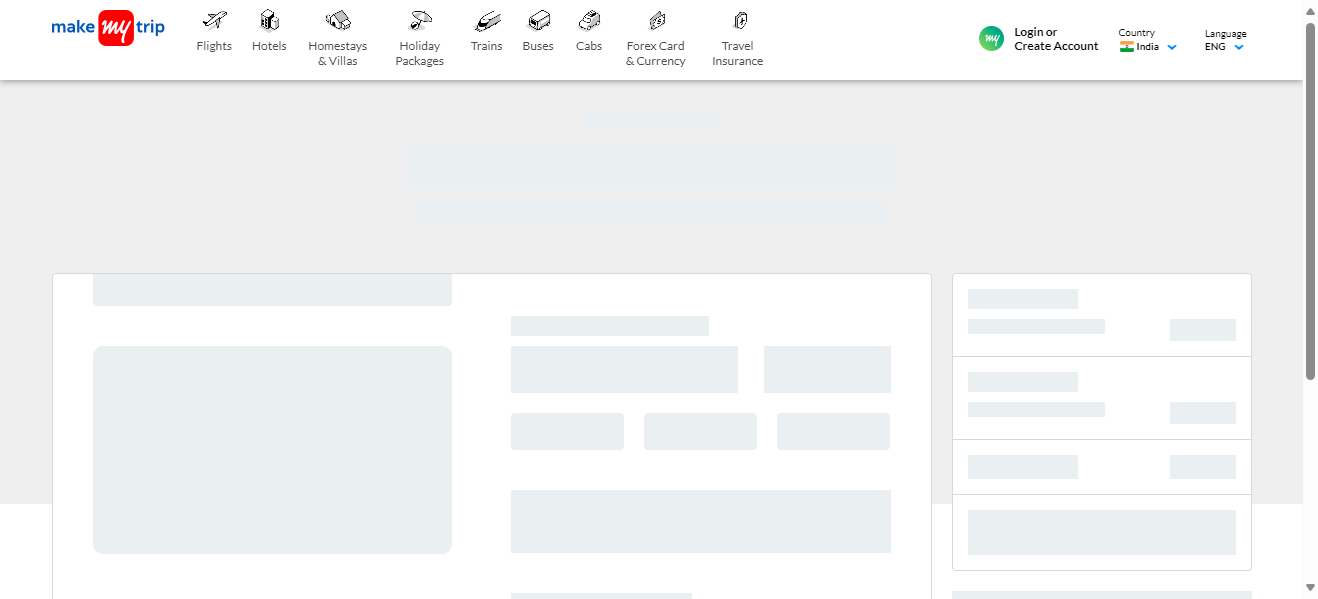 make my trip
Flights
Hotels
Homestays
& Villas
Holiday
Packages
Trains
Buses
Cabs
Forex Card
& Currency
Travel
Insurance
my
Login or
Create Account
Country
India
Language
ENG